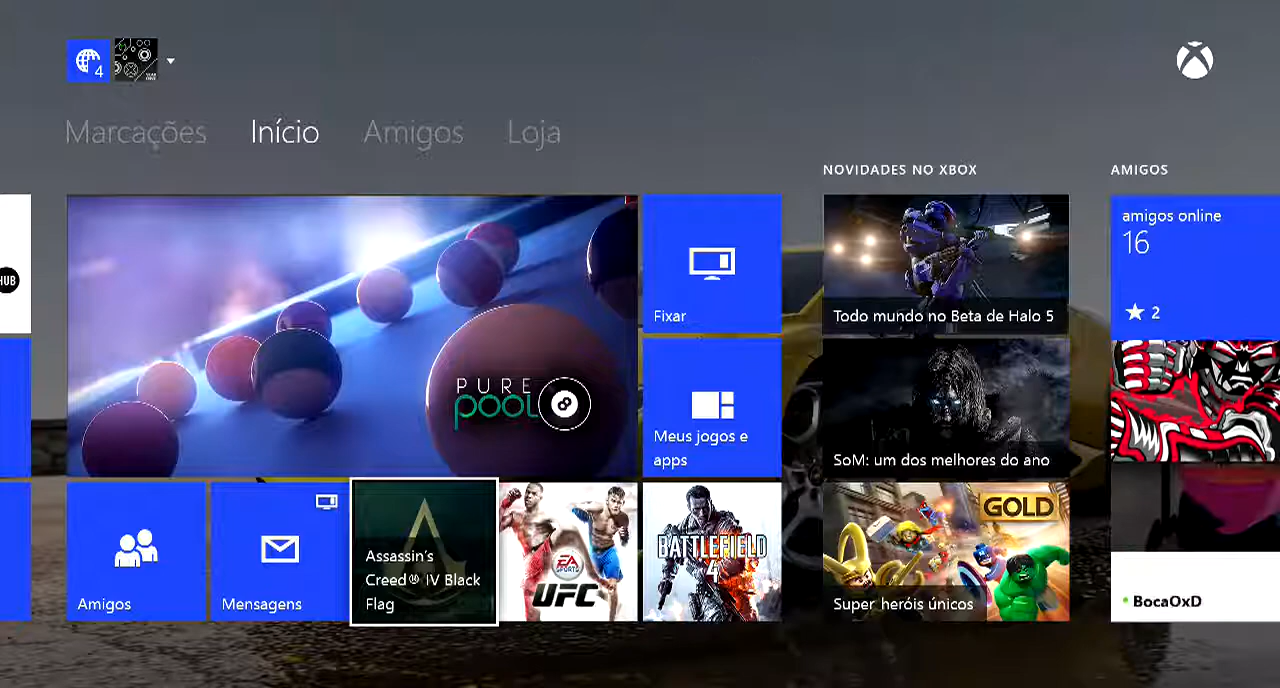 4
Marcações Início Amigos Loja
NOVIDADES NO XBOX
AMIGOS
HUB
PURE
pool
8
Fixar
Meus jogos e
apps
Todo mundo no Beta de Halo 5
SoM: um dos melhores do ano
amigos online
16
2
Amigos
Mensagens
Assassin's
Creed® IV Black
Flag
EA
SPORTS
UFC
BATTLEFIELD
4
GOLD
Super heróis únicos
BocaOxD